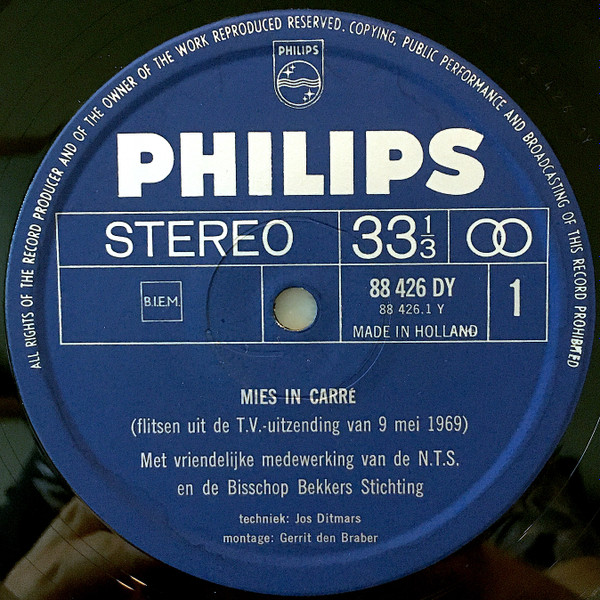 ALL RIGHTS OF THE RECORD PRODUCER AND OF THE OWNER OF THE WORK REPRODUCED RESERVED. COPYING, PUBLIC PERFORMANCE AND BROADCASTING OF THIS RECORD PROHIBITED
PHILIPS
PHILIPS
STEREO 33 1/3
B.I.E.M. 88 426 DY 1
88 426.1 Y
MADE IN HOLLAND
MIES IN CARRÉ
(flitsen uit de T.V.-uitzending van 9 mei 1969)
Met vriendelijke medewerking van de N.T.S.
en de Bisschop Bekkers Stichting
techniek: Jos Ditmars
montage: Gerrit den Braber